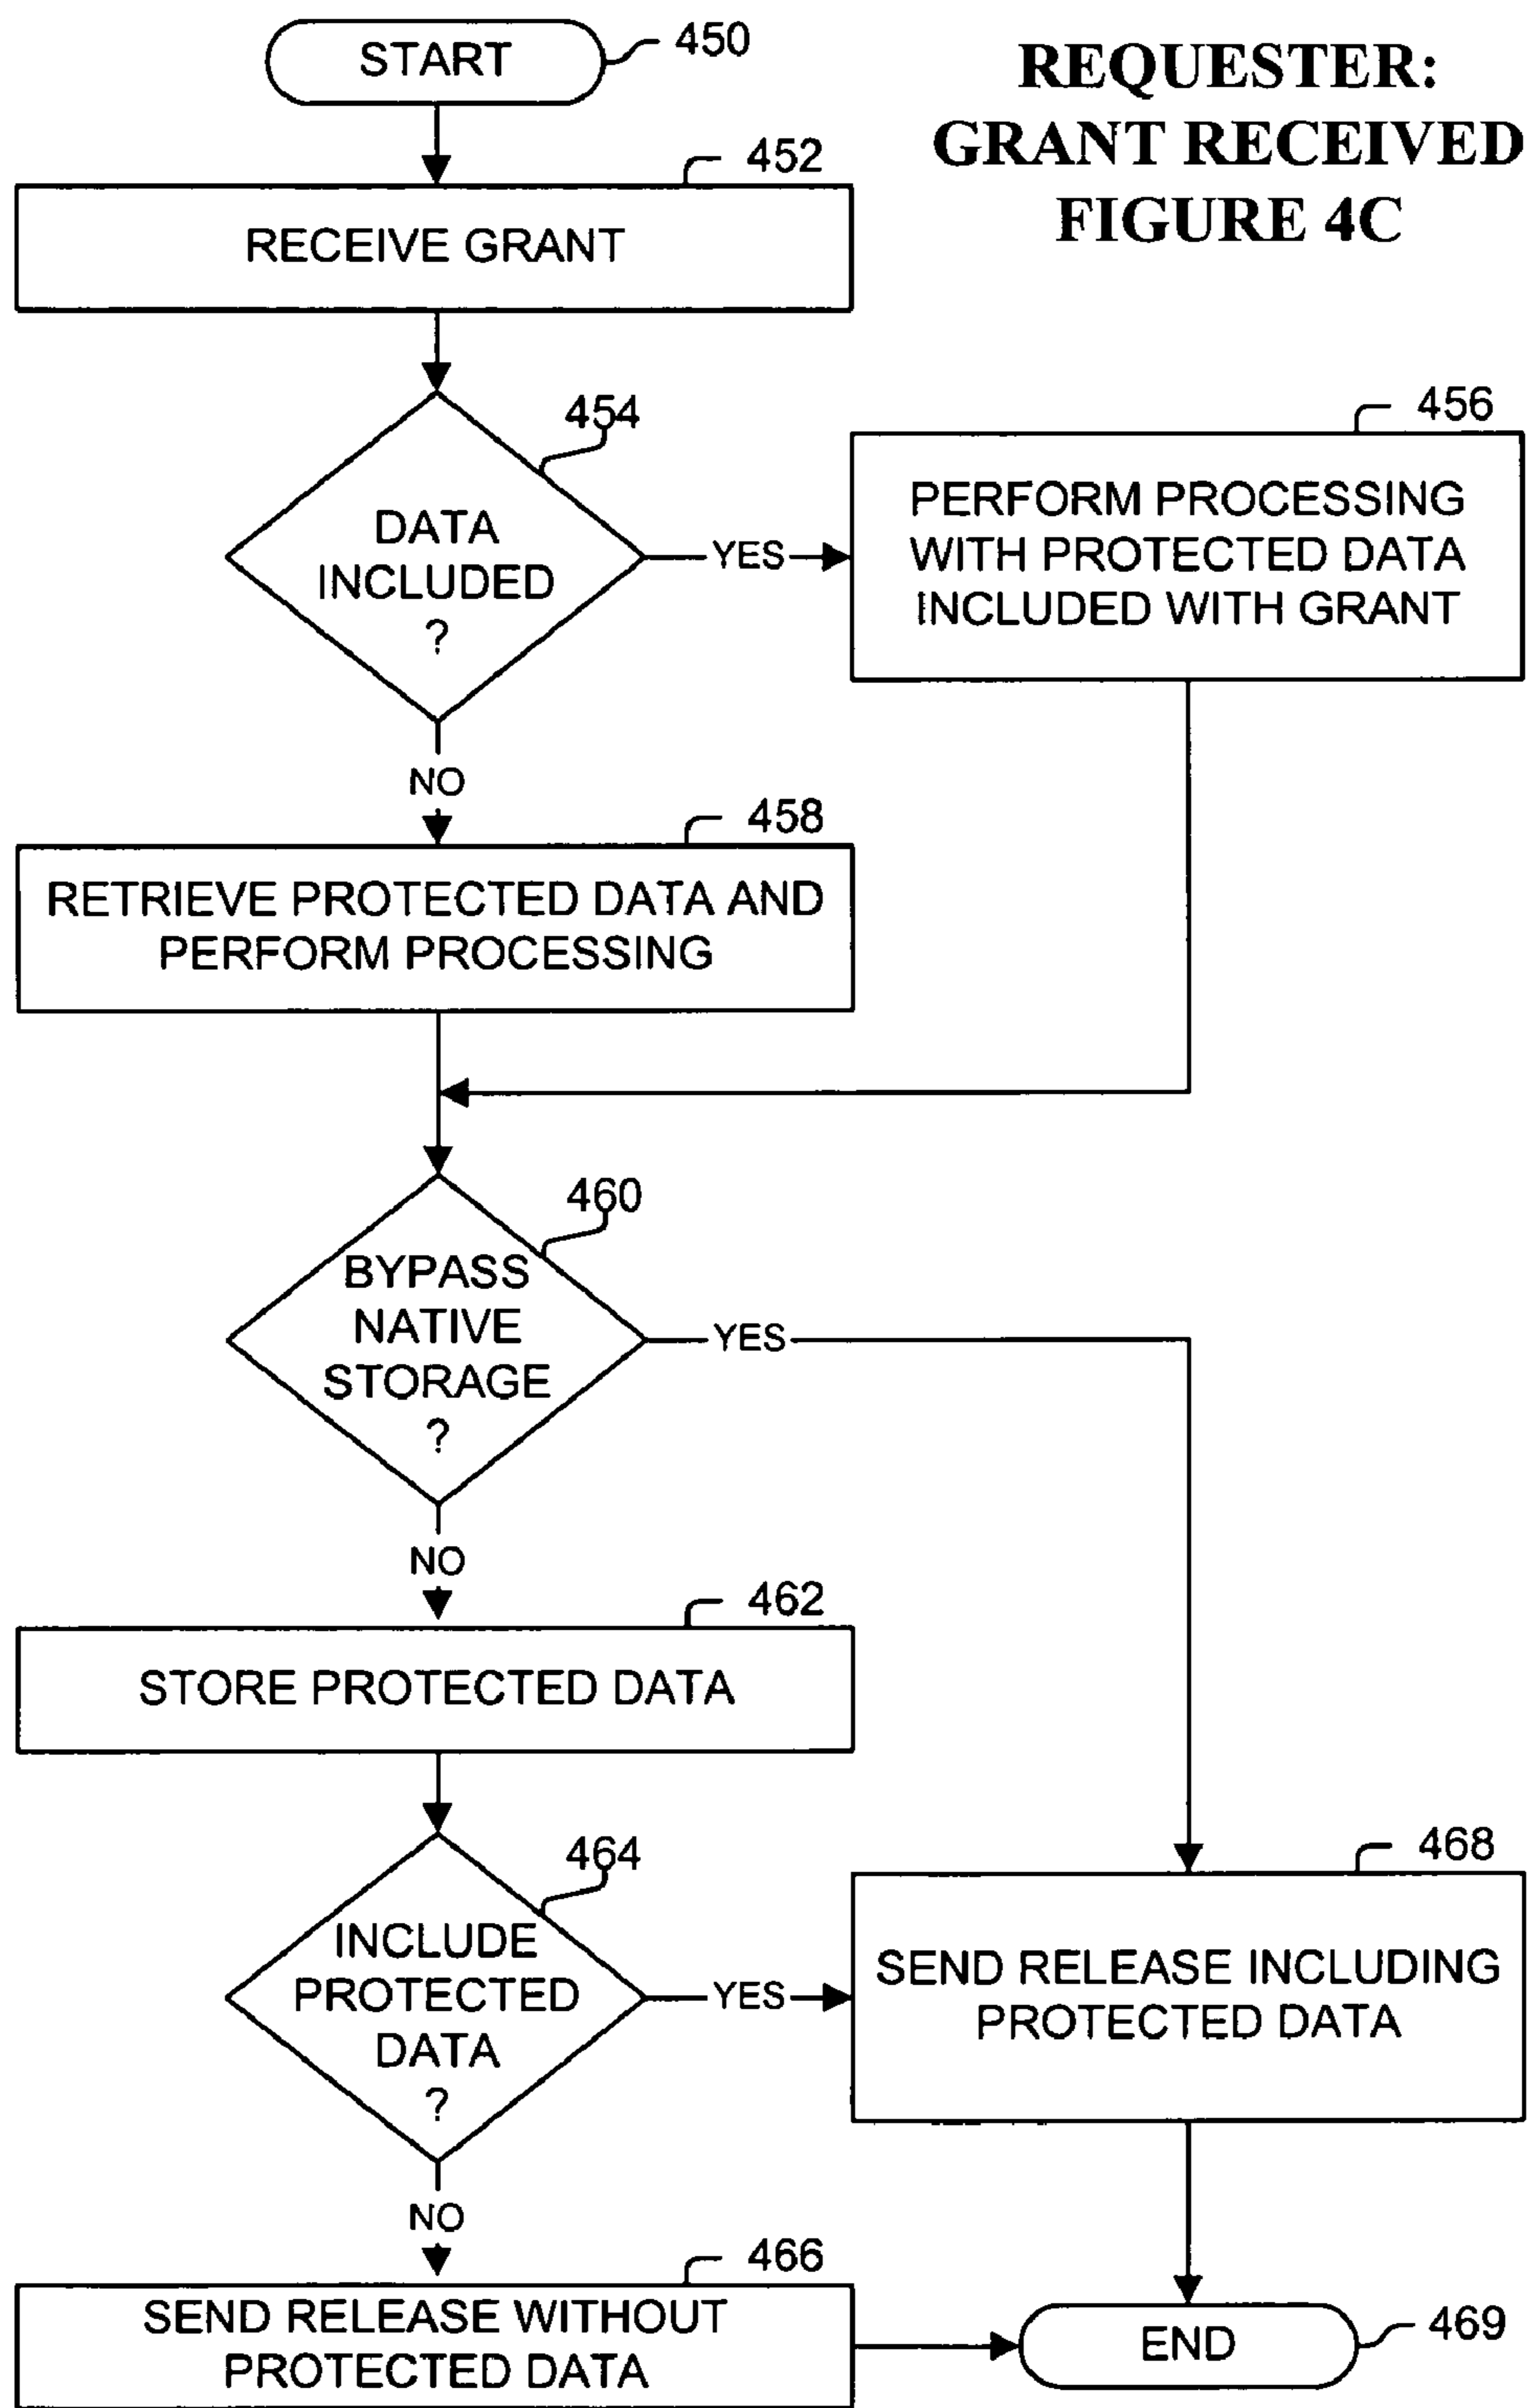 START
450
REQUESTER:
GRANT RECEIVED
FIGURE 4C
452
RECEIVE GRANT
454
DATA
INCLUDED
?
YES
456
PERFORM PROCESSING
WITH PROTECTED DATA
INCLUDED WITH GRANT
NO
458
RETRIEVE PROTECTED DATA AND
PERFORM PROCESSING
460
BYPASS
NATIVE
STORAGE
?
YES
NO
462
STORE PROTECTED DATA
464
INCLUDE
PROTECTED
DATA
?
YES
468
SEND RELEASE INCLUDING
PROTECTED DATA
NO
466
SEND RELEASE WITHOUT
PROTECTED DATA
END
469